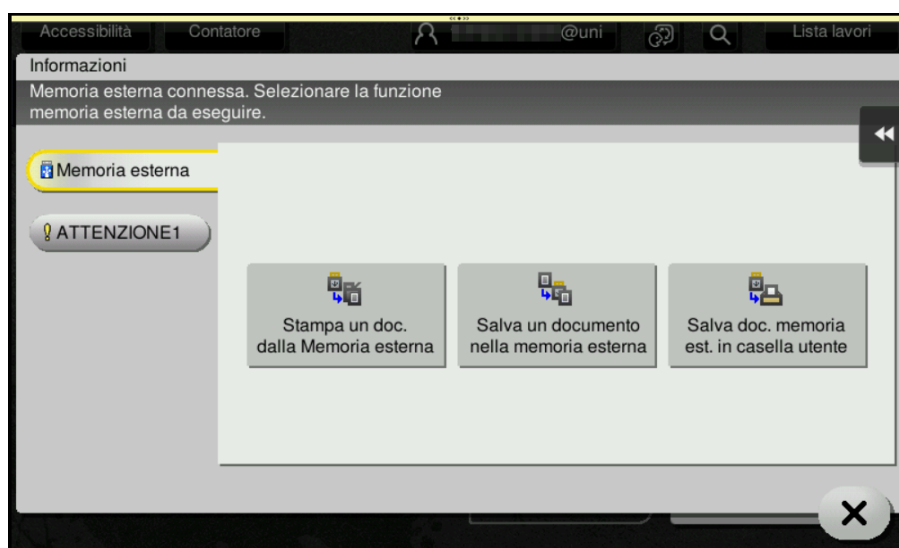 Accessibilità
Contatore
@uni
Lista lavori
Informazioni
Memoria esterna connessa. Selezionare la funzione
memoria esterna da eseguire.
Memoria esterna
ATTENZIONE1
Stampa un doc.
dalla Memoria esterna
Salva un documento
nella memoria esterna
Salva doc. memoria
est. in casella utente